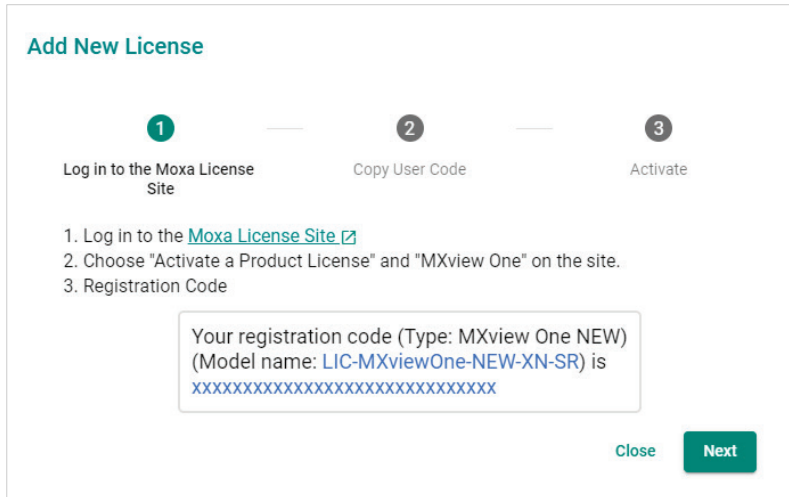 Add New License
1
2
3
Log in to the Moxa License
Site
Copy User Code
Activate
1. Log in to the Moxa License Site
2. Choose "Activate a Product License" and "MXview One" on the site.
3. Registration Code
Your registration code (Type: MXview One NEW)
(Model name: LIC-MXviewOne-NEW-XN-SR) is
xxxxxxxxxxxxxxxxxxxxxxxxxxxxxx
Close
Next